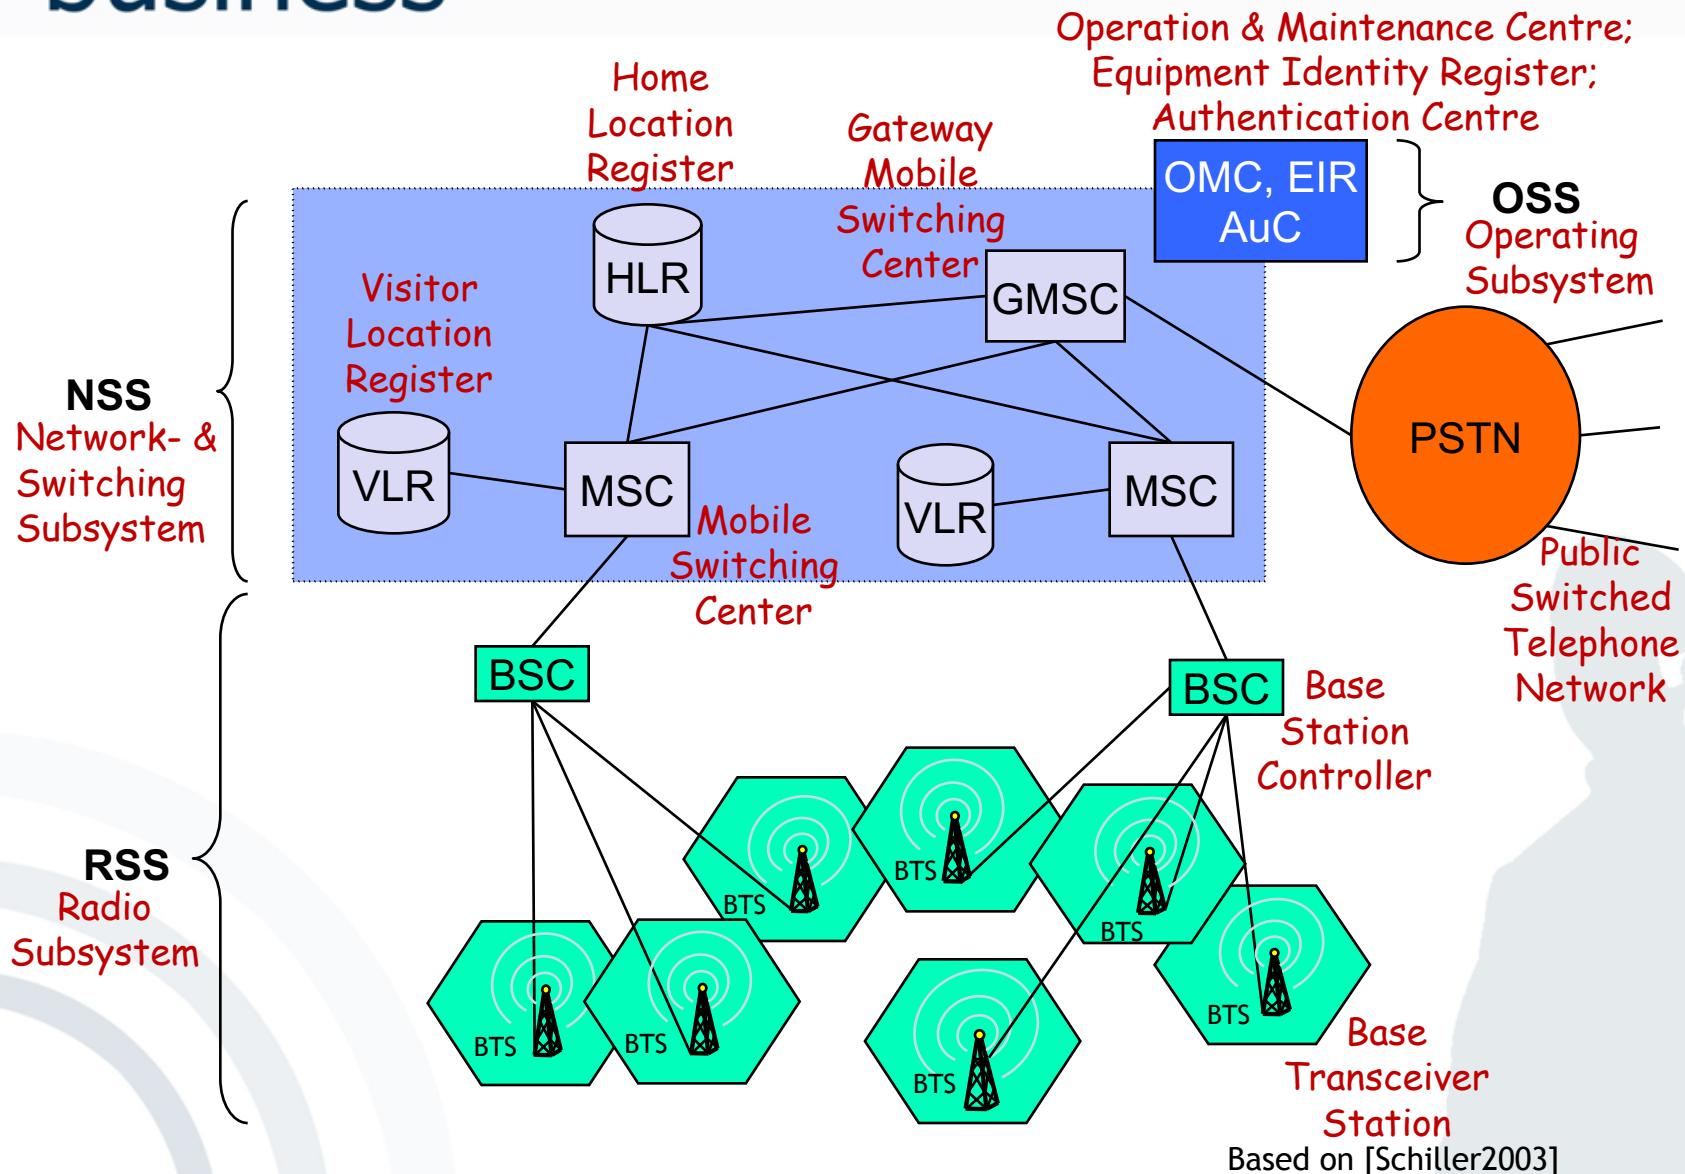 business
Operation & Maintenance Centre;
Equipment Identity Register;
Authentication Centre
Home
Location
Register
Gateway
Mobile
Switching
Center
OMC, EIR
AuC
OSS
Operating
Subsystem
HLR
GMSC
Visitor
Location
Register
NSS
Network- &
Switching
Subsystem
VLR
MSC
Mobile
Switching
Center
VLR
MSC
PSTN
Public
Switched
Telephone
Network
BSC
BSC
Base
Station
Controller
RSS
Radio
Subsystem
BTS
BTS
BTS
BTS
BTS
BTS
BTS
Base
Transceiver
Station
Based on [Schiller2003]